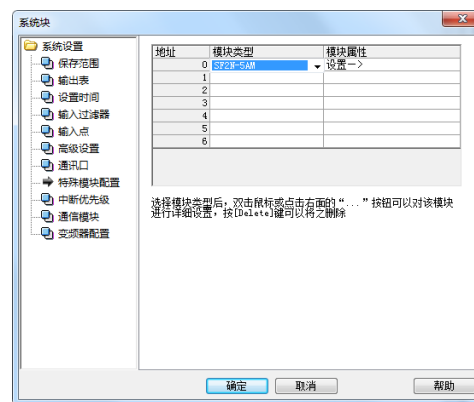 系统块
系统设置
保存范围
输出表
设置时间
输入过滤器
输入点
高级设置
通讯口
特殊模块配置
中断优先级
通信模块
变频器配置
地址 模块类型 模块属性
0 SF2N-5AM 设置—>
1
2
3
4
5
6
选择模块类型后，双击鼠标或点击右面的“...”按钮可以对该模块
进行详细设置，按[Delete]键可以将之删除
确定 取消 帮助